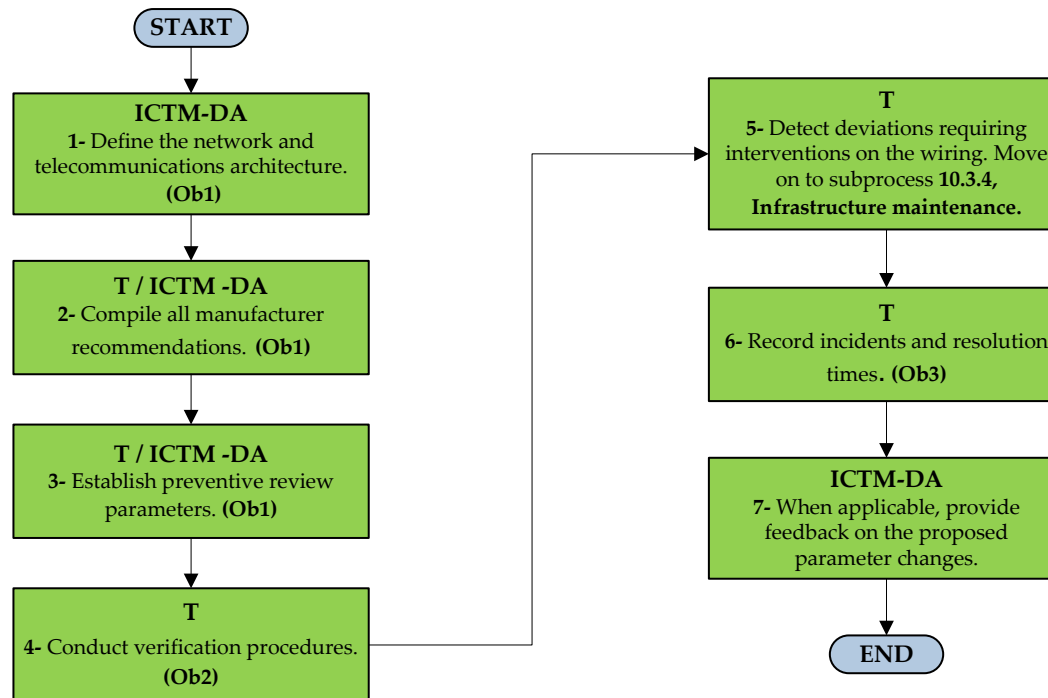 START
ICTM-DA
1- Define the network and
telecommunications architecture.
(Ob1)
T / ICTM -DA
2- Compile all manufacturer
recommendations. (Ob1)
T / ICTM -DA
3- Establish preventive review
parameters. (Ob1)
T
4- Conduct verification procedures.
(Ob2)
T
5- Detect deviations requiring
interventions on the wiring. Move
on to subprocess 10.3.4,
Infrastructure maintenance.
T
6- Record incidents and resolution
times. (Ob3)
ICTM-DA
7- When applicable, provide
feedback on the proposed
parameter changes.
END